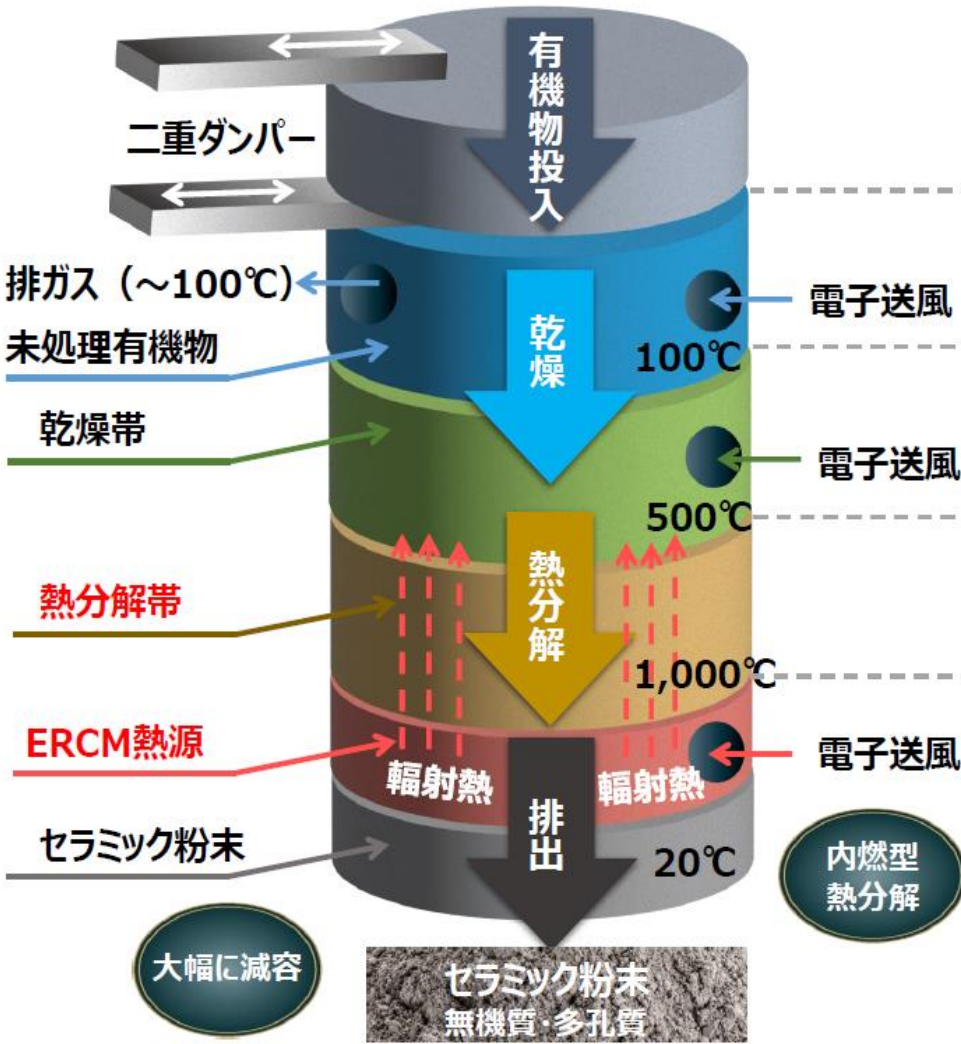 有機物投入
二重ダンパー
排ガス（～100℃）
電子送風
未処理有機物
乾燥
100℃
乾燥帯
電子送風
500℃
熱分解帯
熱分解
1,000℃
ERCM熱源
電子送風
輻射熱
輻射熱
排出
セラミック粉末
20℃
内燃型
熱分解
大幅に減容
セラミック粉末
無機質・多孔質